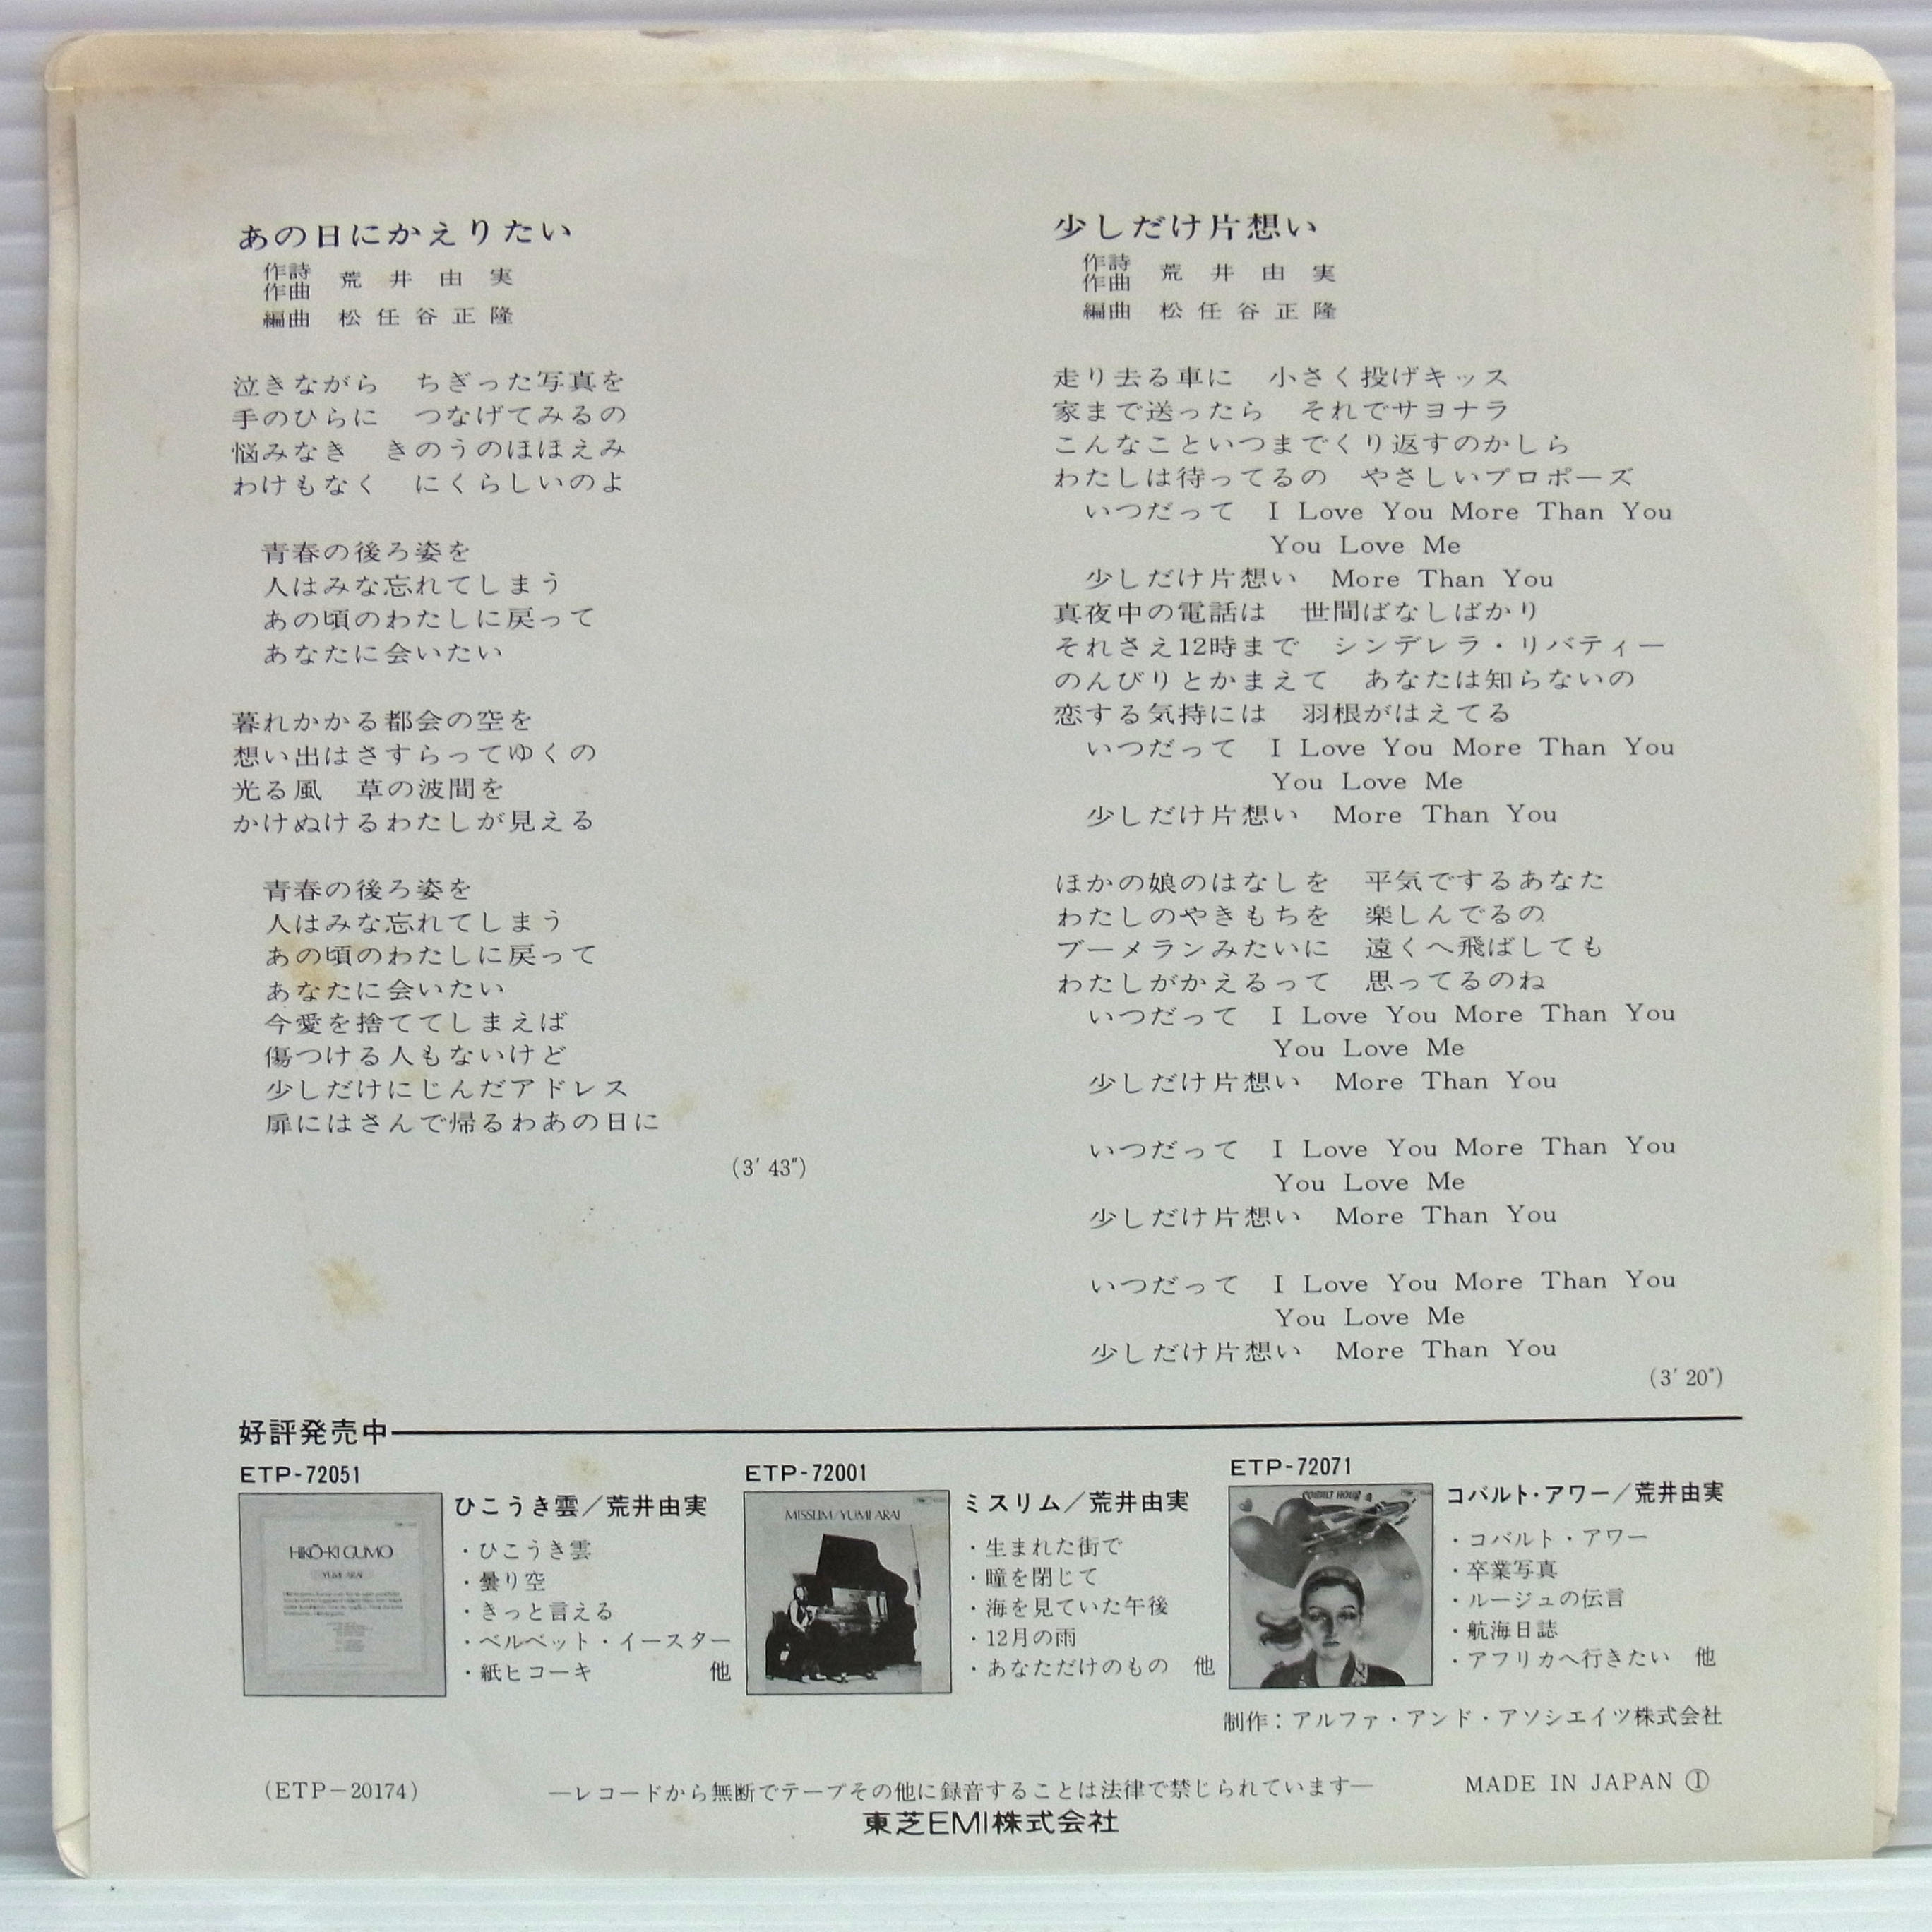 あの日にかえりたい
作詩
作曲 荒井由実
編曲 松任谷正隆
泣きながら　ちぎった写真を
手のひらに　つなげてみるの
悩みなき　きのうのほほえみ
わけもなく　にくらしいのよ
青春の後ろ姿を
人はみな忘れてしまう
あの頃のわたしに戻って
あなたに会いたい
暮れかかる都会の空を
想い出はさすらってゆくの
光る風　草の波間を
かけぬけるわたしが見える
青春の後ろ姿を
人はみな忘れてしまう
あの頃のわたしに戻って
あなたに会いたい
今愛を捨ててしまえば
傷つける人もないけど
少しだけにじんだアドレス
扉にはさんで帰るわあの日に
(3′43″)
少しだけ片想い
作詩
作曲 荒井由実
編曲 松任谷正隆
走り去る車に　小さく投げキッス
家まで送ったら　それでサヨナラ
こんなこといつまでくり返すのかしら
わたしは待ってるの　やさしいプロポーズ
いつだって　I Love You More Than You
You Love Me
少しだけ片想い　More Than You
真夜中の電話は　世間ばなしばかり
それさえ12時まで　シンデレラ・リバティー
のんびりとかまえて　あなたは知らないの
恋する気持には　羽根がはえてる
いつだって　I Love You More Than You
You Love Me
少しだけ片想い　More Than You
ほかの娘のはなしを　平気でするあなた
わたしのやきもちを　楽しんでるの
ブーメランみたいに　遠くへ飛ばしても
わたしがかえるって　思ってるのね
いつだって　I Love You More Than You
You Love Me
少しだけ片想い　More Than You
いつだって　I Love You More Than You
You Love Me
少しだけ片想い　More Than You
いつだって　I Love You More Than You
You Love Me
少しだけ片想い　More Than You
(3′20″)
好評発売中
ETP-72051
HIKŌ-KI GUMO
YUMI ARAI
ひこうき雲／荒井由実
・ひこうき雲
・曇り空
・きっと言える
・ベルベット・イースター
・紙ヒコーキ　他
ETP-72001
MISSLIM/YUMI ARAI
ミスリム／荒井由実
・生まれた街で
・瞳を閉じて
・海を見ていた午後
・12月の雨
・あなただけのもの　他
ETP-72071
COBALT HOUR
コバルト・アワー／荒井由実
・コバルト・アワー
・卒業写真
・ルージュの伝言
・航海日誌
・アフリカへ行きたい　他
制作：アルファ・アンド・アソシエイツ株式会社
(ETP－20174)
―レコードから無断でテープその他に録音することは法律で禁じられています―
MADE IN JAPAN Ⓣ
東芝EMI株式会社